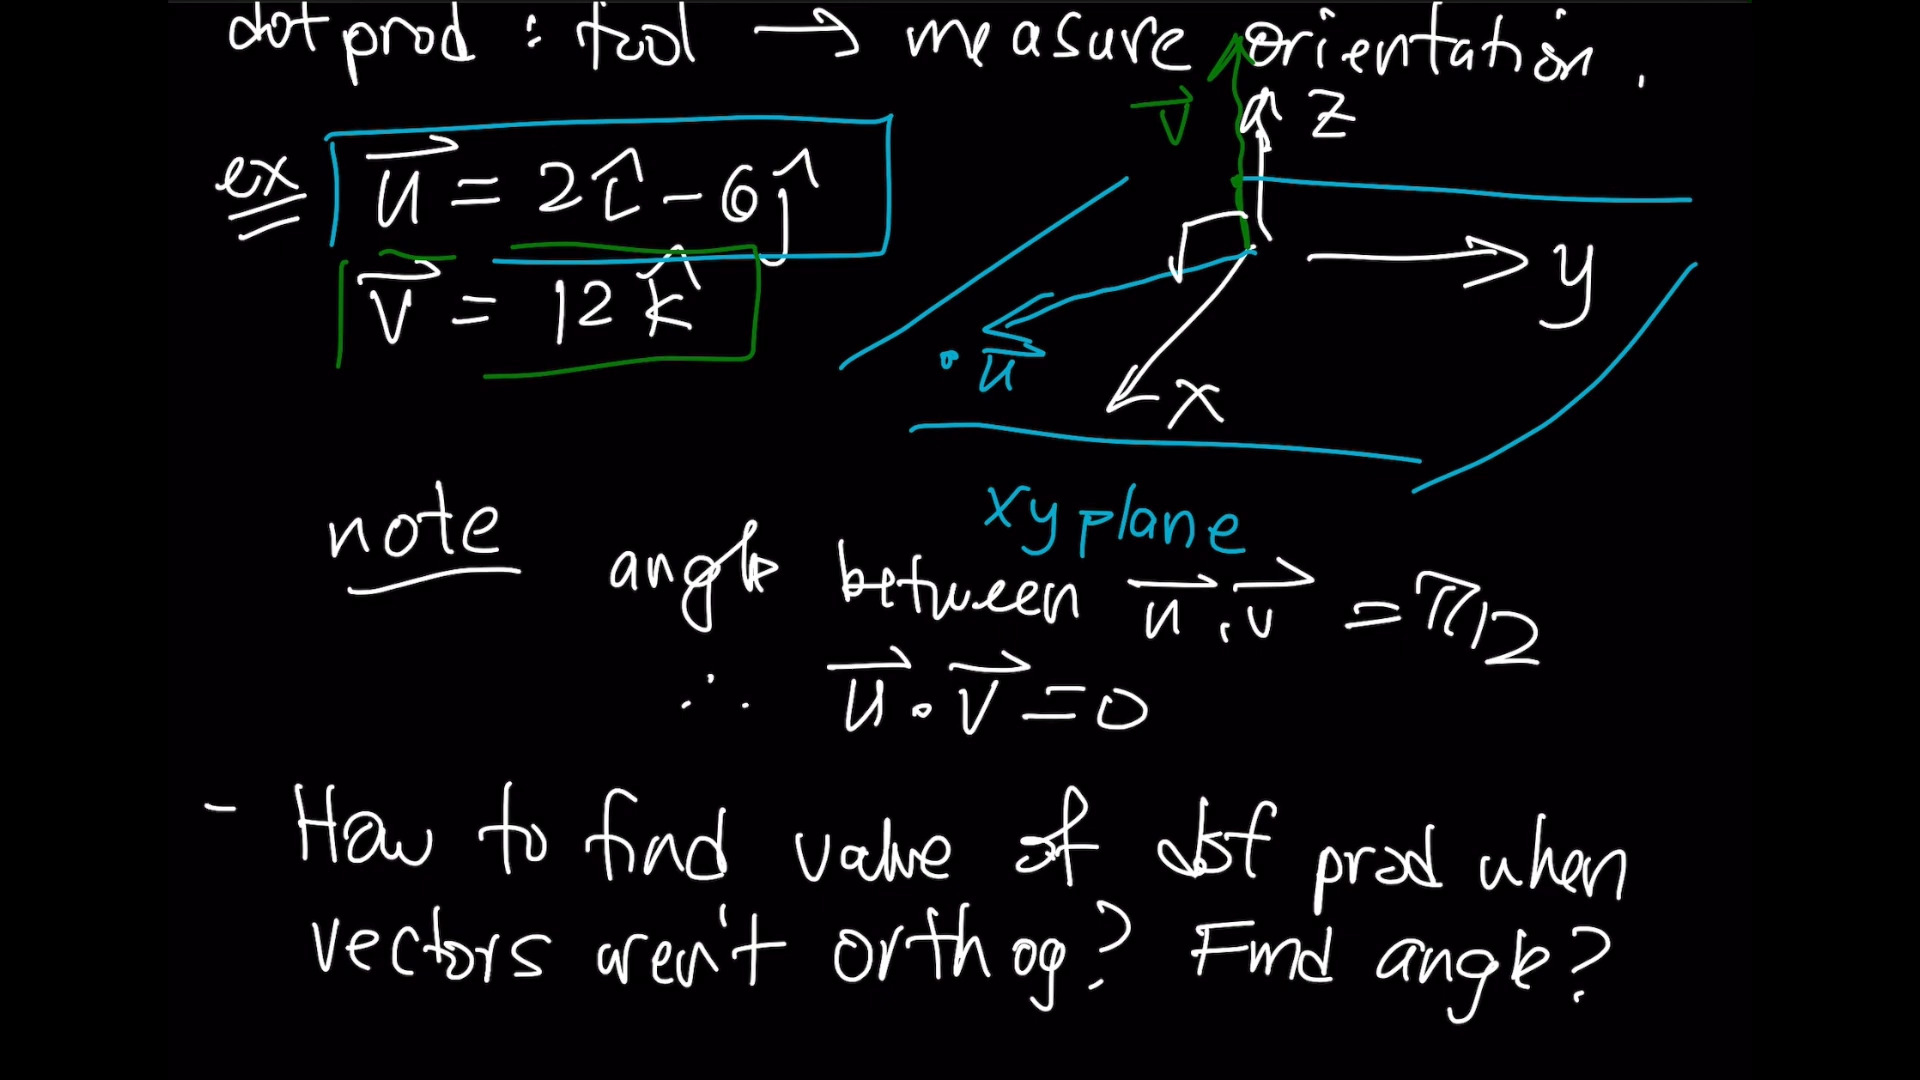 dot prod : tool → measure orientation.
ex u⃗ = 2î - 6ĵ
v⃗ = 12 k̂
v⃗
z
y
u⃗
x
xy plane
note angle between u⃗, v⃗ = π/2
∴ u⃗ • v⃗ = 0
- How to find value of dot prod when
vectors aren't orthog? Find angle?